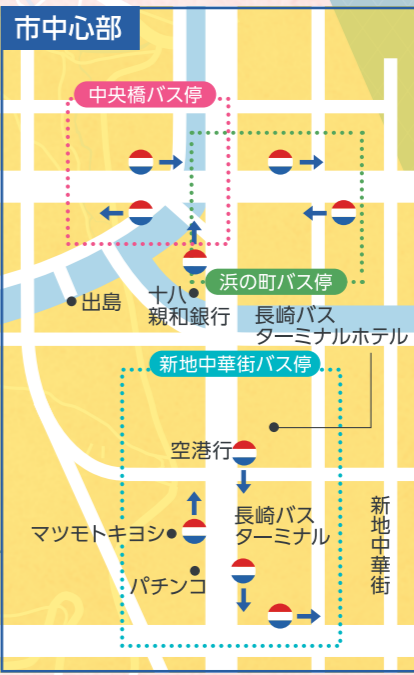 市中心部
中央橋バス停
浜の町バス停
出島
十八
親和銀行
長崎バス
ターミナルホテル
新地中華街バス停
空港行
マツモトキヨシ
長崎バス
ターミナル
パチンコ
新地中華街